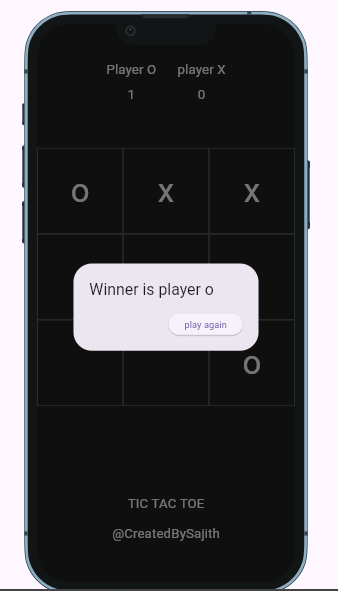 Player O player X
1 0
O X X
Winner is player o
play again
O
TIC TAC TOE
@CreatedBySajith